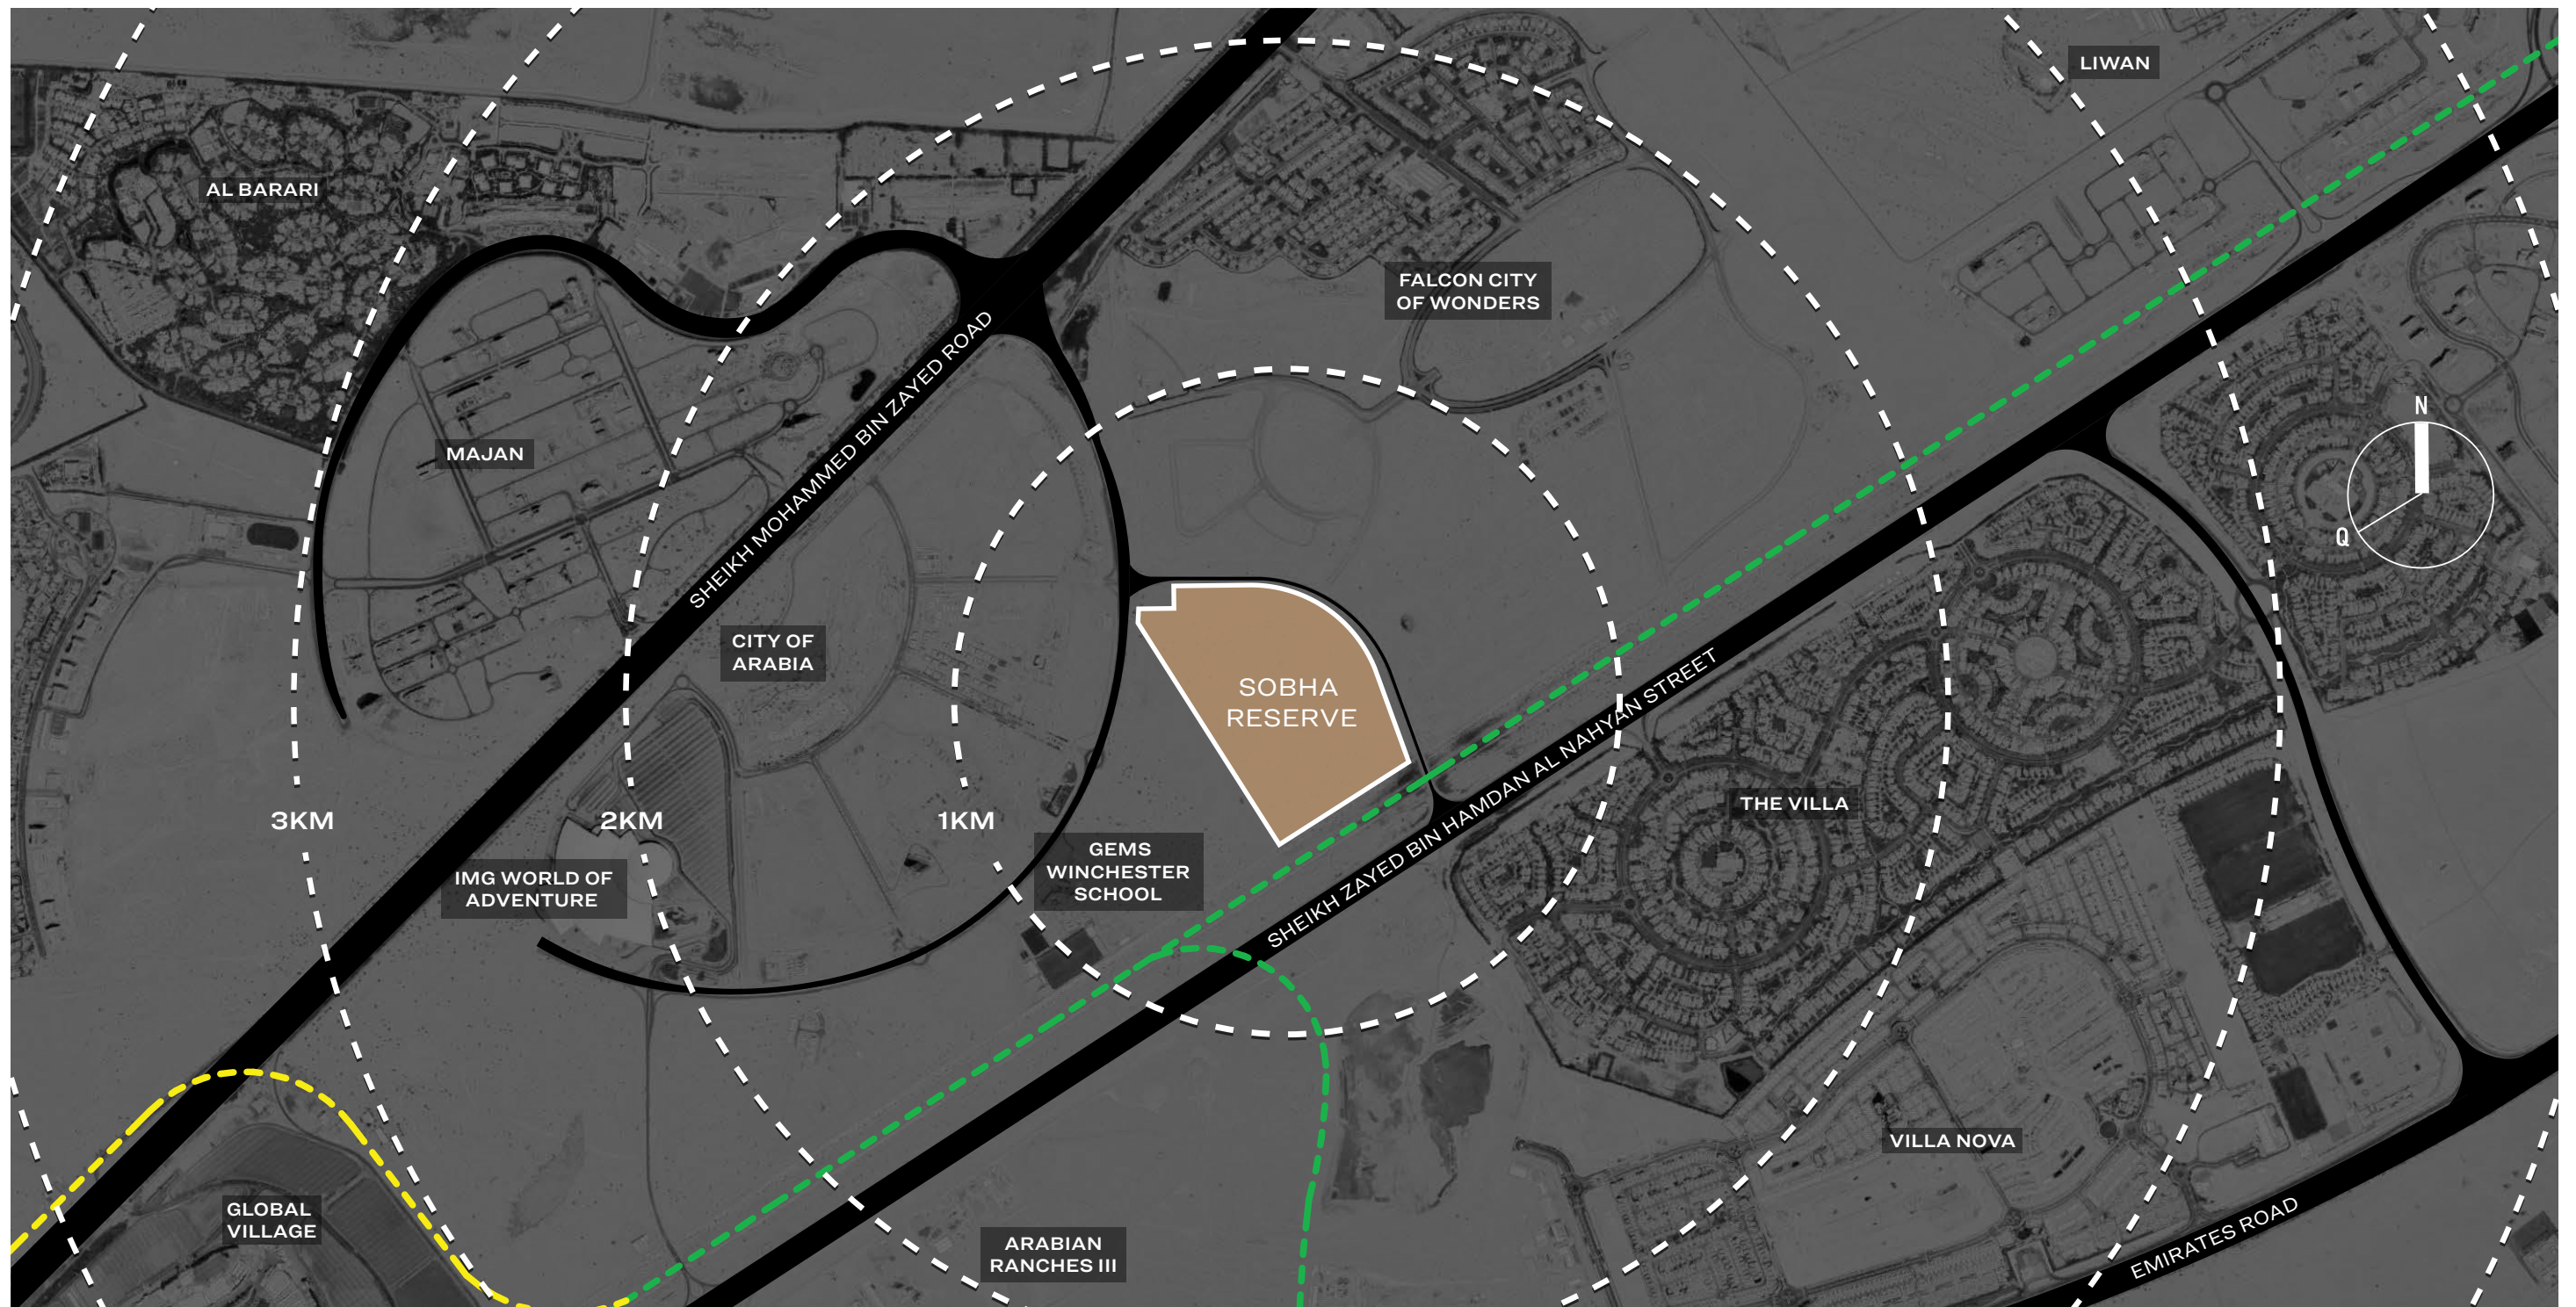 LIWAN
AL BARARI
FALCON CITY
OF WONDERS
SHEIKH MOHAMMED BIN ZAYED ROAD
N
Q
MAJAN
CITY OF
ARABIA
SOBHA
RESERVE
SHEIKH ZAYED BIN HAMDAN AL NAHYAN STREET
THE VILLA
3KM
2KM
1KM
GEMS
WINCHESTER
SCHOOL
IMG WORLD OF
ADVENTURE
VILLA NOVA
GLOBAL
VILLAGE
ARABIAN
RANCHES III
EMIRATES ROAD